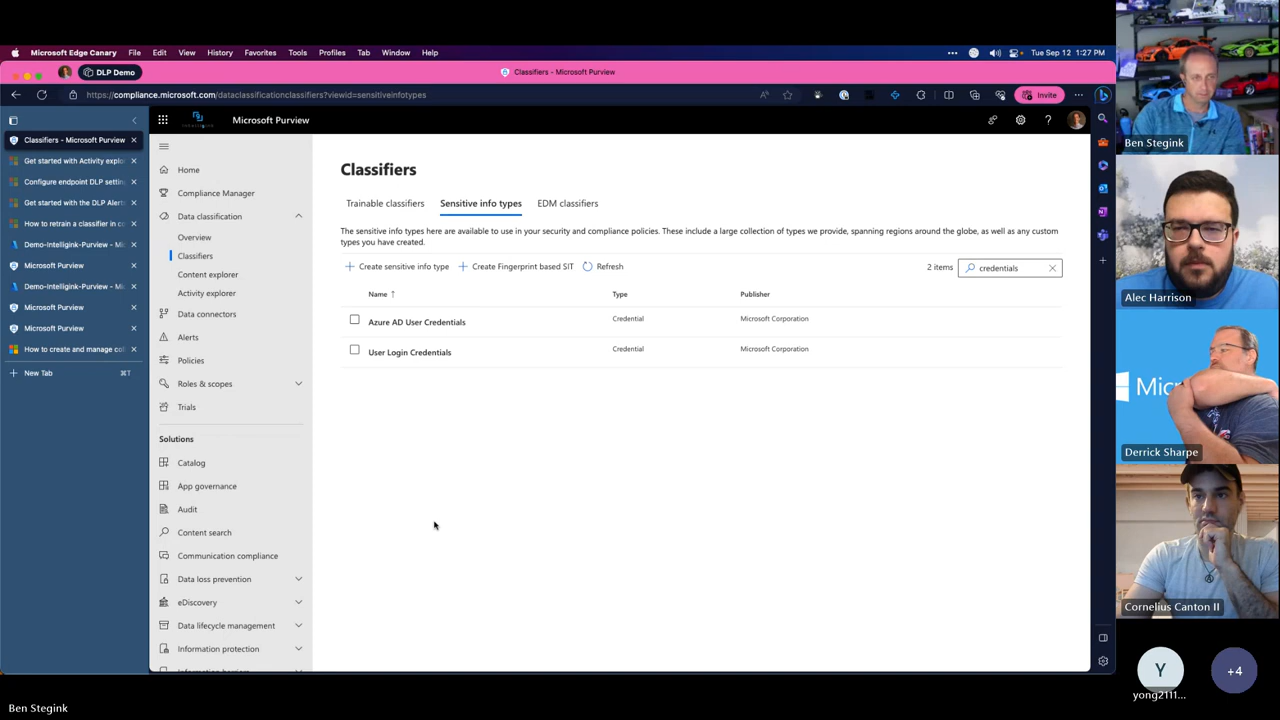 Microsoft Edge Canary File Edit View History Favorites Tools Profiles Tab Window Help Tue Sep 12 1:27 PM
DLP Demo
Classifiers - Microsoft Purview
https://compliance.microsoft.com/dataclassificationclassifiers?viewid=sensitiveinfotypes
Invite
Classifiers - Microsoft Purview
Get started with Activity explo
Configure endpoint DLP settin
Get started with the DLP Alerts
How to retrain a classifier in co
Demo-Intelligink-Purview - Mi
Microsoft Purview
Demo-Intelligink-Purview - Mi
Microsoft Purview
Microsoft Purview
How to create and manage col
New Tab ⌘T
Microsoft Purview
Home
Compliance Manager
Data classification
Overview
Classifiers
Content explorer
Activity explorer
Data connectors
Alerts
Policies
Roles & scopes
Trials
Solutions
Catalog
App governance
Audit
Content search
Communication compliance
Data loss prevention
eDiscovery
Data lifecycle management
Information protection
Classifiers
Trainable classifiers Sensitive info types EDM classifiers
The sensitive info types here are available to use in your security and compliance policies. These include a large collection of types we provide, spanning regions around the globe, as well as any custom
types you have created.
Create sensitive info type Create Fingerprint based SIT Refresh 2 items credentials
Name ↑ Type Publisher
Azure AD User Credentials Credential Microsoft Corporation
User Login Credentials Credential Microsoft Corporation
Ben Stegink
Alec Harrison
Micr
Derrick Sharpe
Cornelius Canton II
Y
yong2111...
+4
Ben Stegink